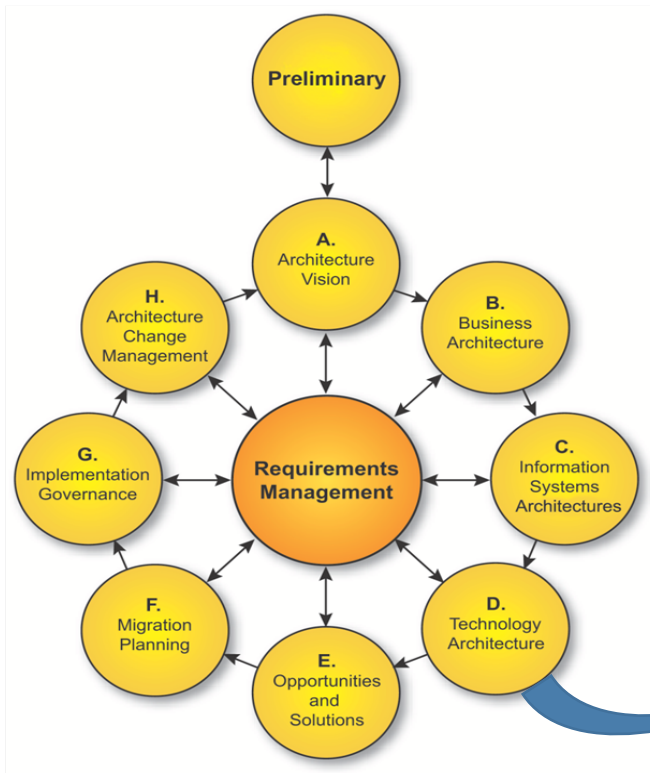 Preliminary
A.
Architecture
Vision
B.
Business
Architecture
C.
Information
Systems
Architectures
D.
Technology
Architecture
E.
Opportunities
and
Solutions
F.
Migration
Planning
G.
Implementation
Governance
H.
Architecture
Change
Management
Requirements
Management